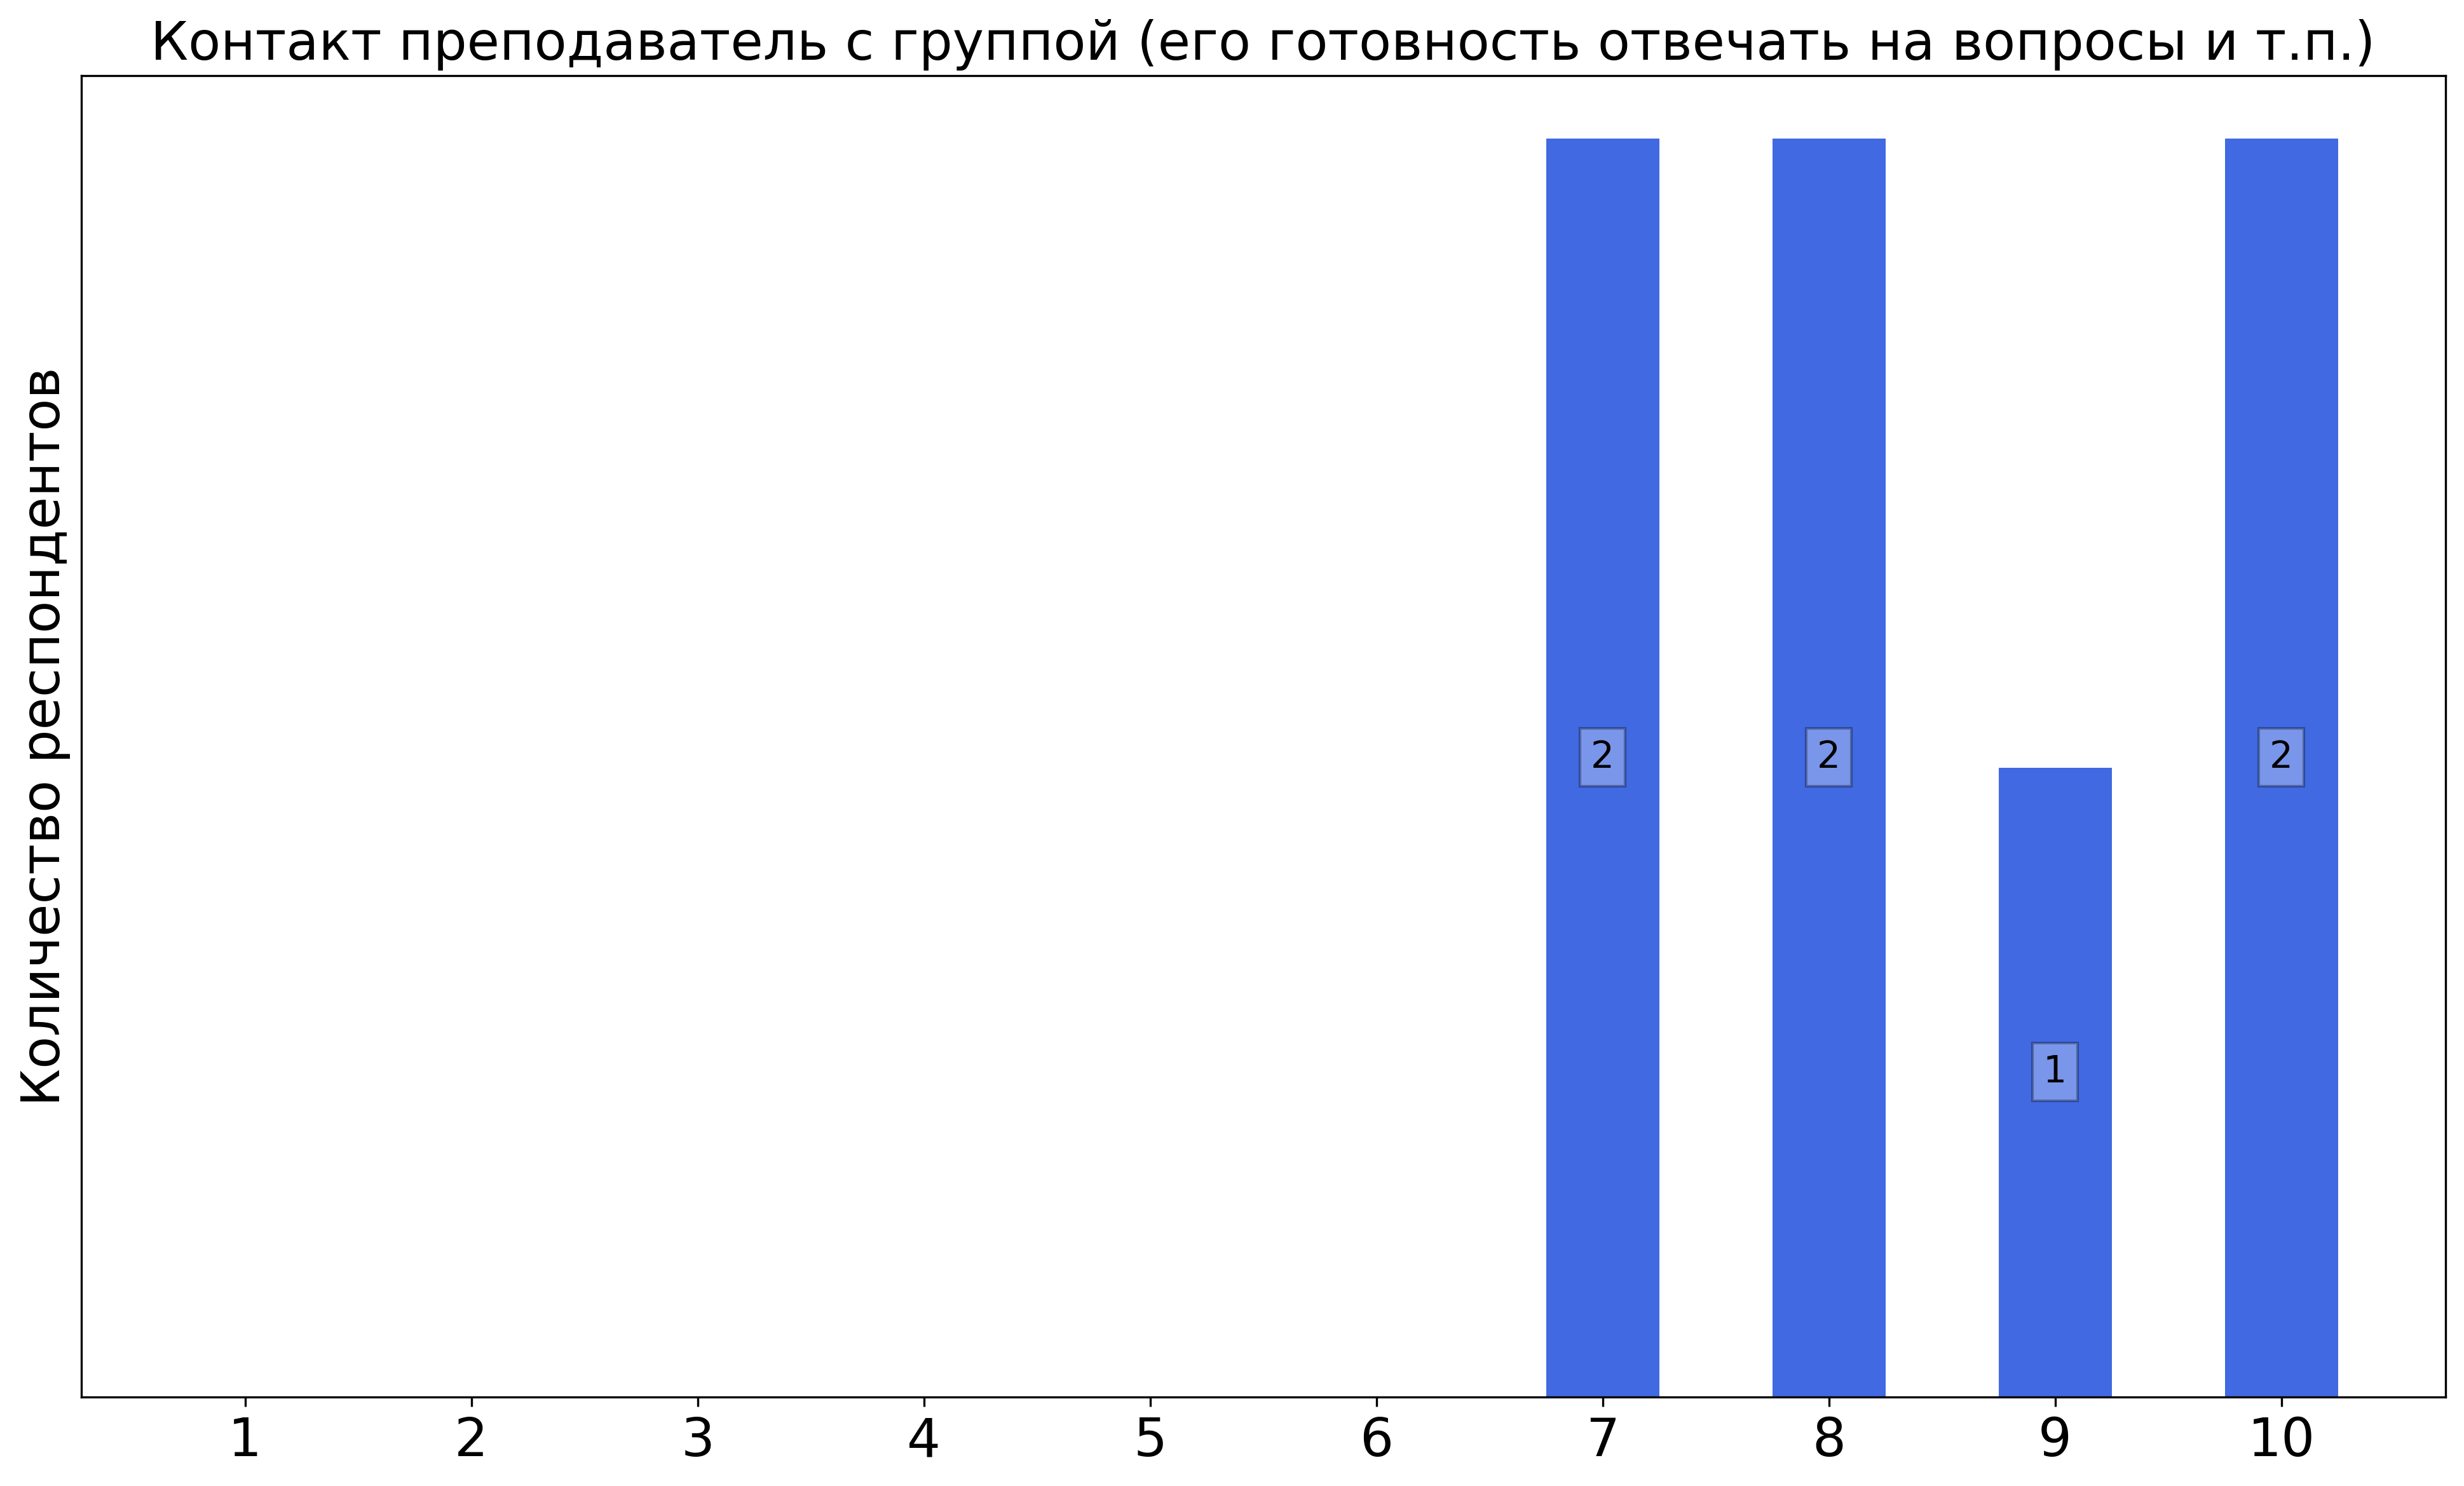 Контакт преподаватель с группой (его готовность отвечать на вопросы и т.п.)
Количество респондентов
2
2
1
2
1 2 3 4 5 6 7 8 9 10